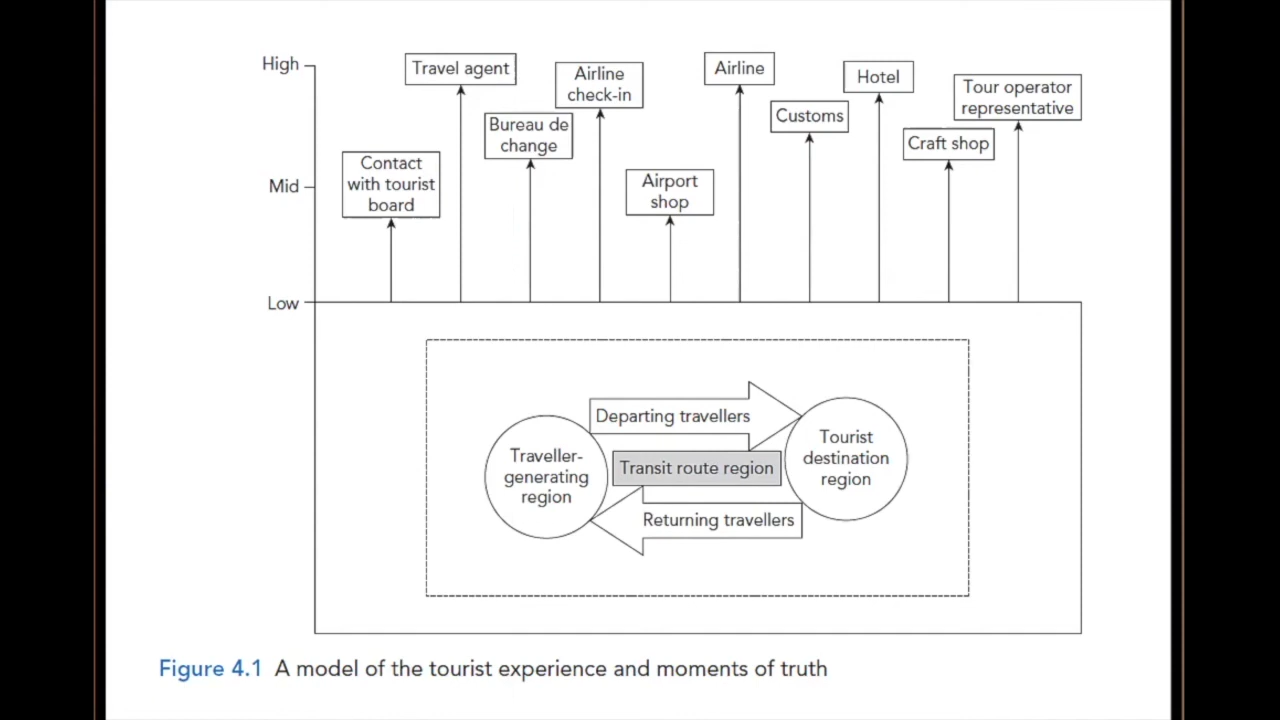 High
Mid
Low
Contact
with tourist
board
Travel agent
Bureau de
change
Airline
check-in
Airport
shop
Airline
Customs
Hotel
Craft shop
Tour operator
representative
Traveller-
generating
region
Departing travellers
Transit route region
Returning travellers
Tourist
destination
region
Figure 4.1 A model of the tourist experience and moments of truth